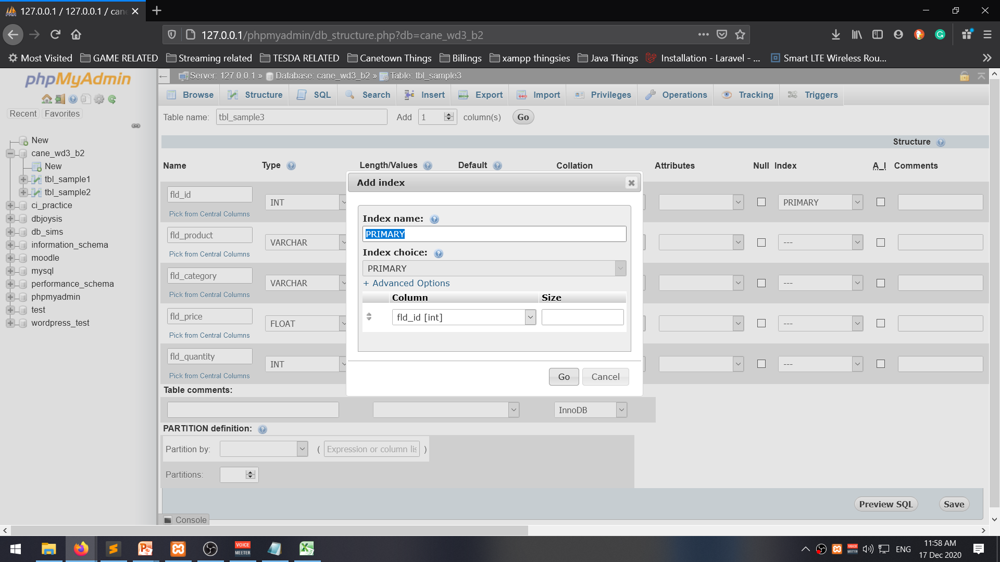 127.0.0.1 / 127.0.0.1 / cane
127.0.0.1/phpmyadmin/db_structure.php?db=cane_wd3_b2
Most Visited GAME RELATED Streaming related TESDA RELATED Canetown Things Billings xampp thingsies Java Things Installation - Laravel - ... Smart LTE Wireless Rou...
phpMyAdmin
Recent Favorites
New
cane_wd3_b2
New
tbl_sample1
tbl_sample2
ci_practice
dbjoysis
db_sims
information_schema
moodle
mysql
performance_schema
phpmyadmin
test
wordpress_test
Server: 127.0.0.1 » Database: cane_wd3_b2 » Table: tbl_sample3
Browse Structure SQL Search Insert Export Import Privileges Operations Tracking Triggers
Table name: tbl_sample3 Add 1 column(s) Go
Structure
Name Type Length/Values Default Collation Attributes Null Index A_I Comments
fld_id INT PRIMARY
Pick from Central Columns
fld_product VARCHAR ---
Pick from Central Columns
fld_category VARCHAR ---
Pick from Central Columns
fld_price FLOAT ---
Pick from Central Columns
fld_quantity INT ---
Pick from Central Columns
Add index
Index name:
PRIMARY
Index choice:
PRIMARY
+ Advanced Options
Column Size
fld_id [int]
Go Cancel
Table comments:
InnoDB
PARTITION definition:
Partition by: ( Expression or column lis )
Partitions:
Preview SQL Save
Console
VOICE MEETER
ENG
11:58 AM
17 Dec 2020